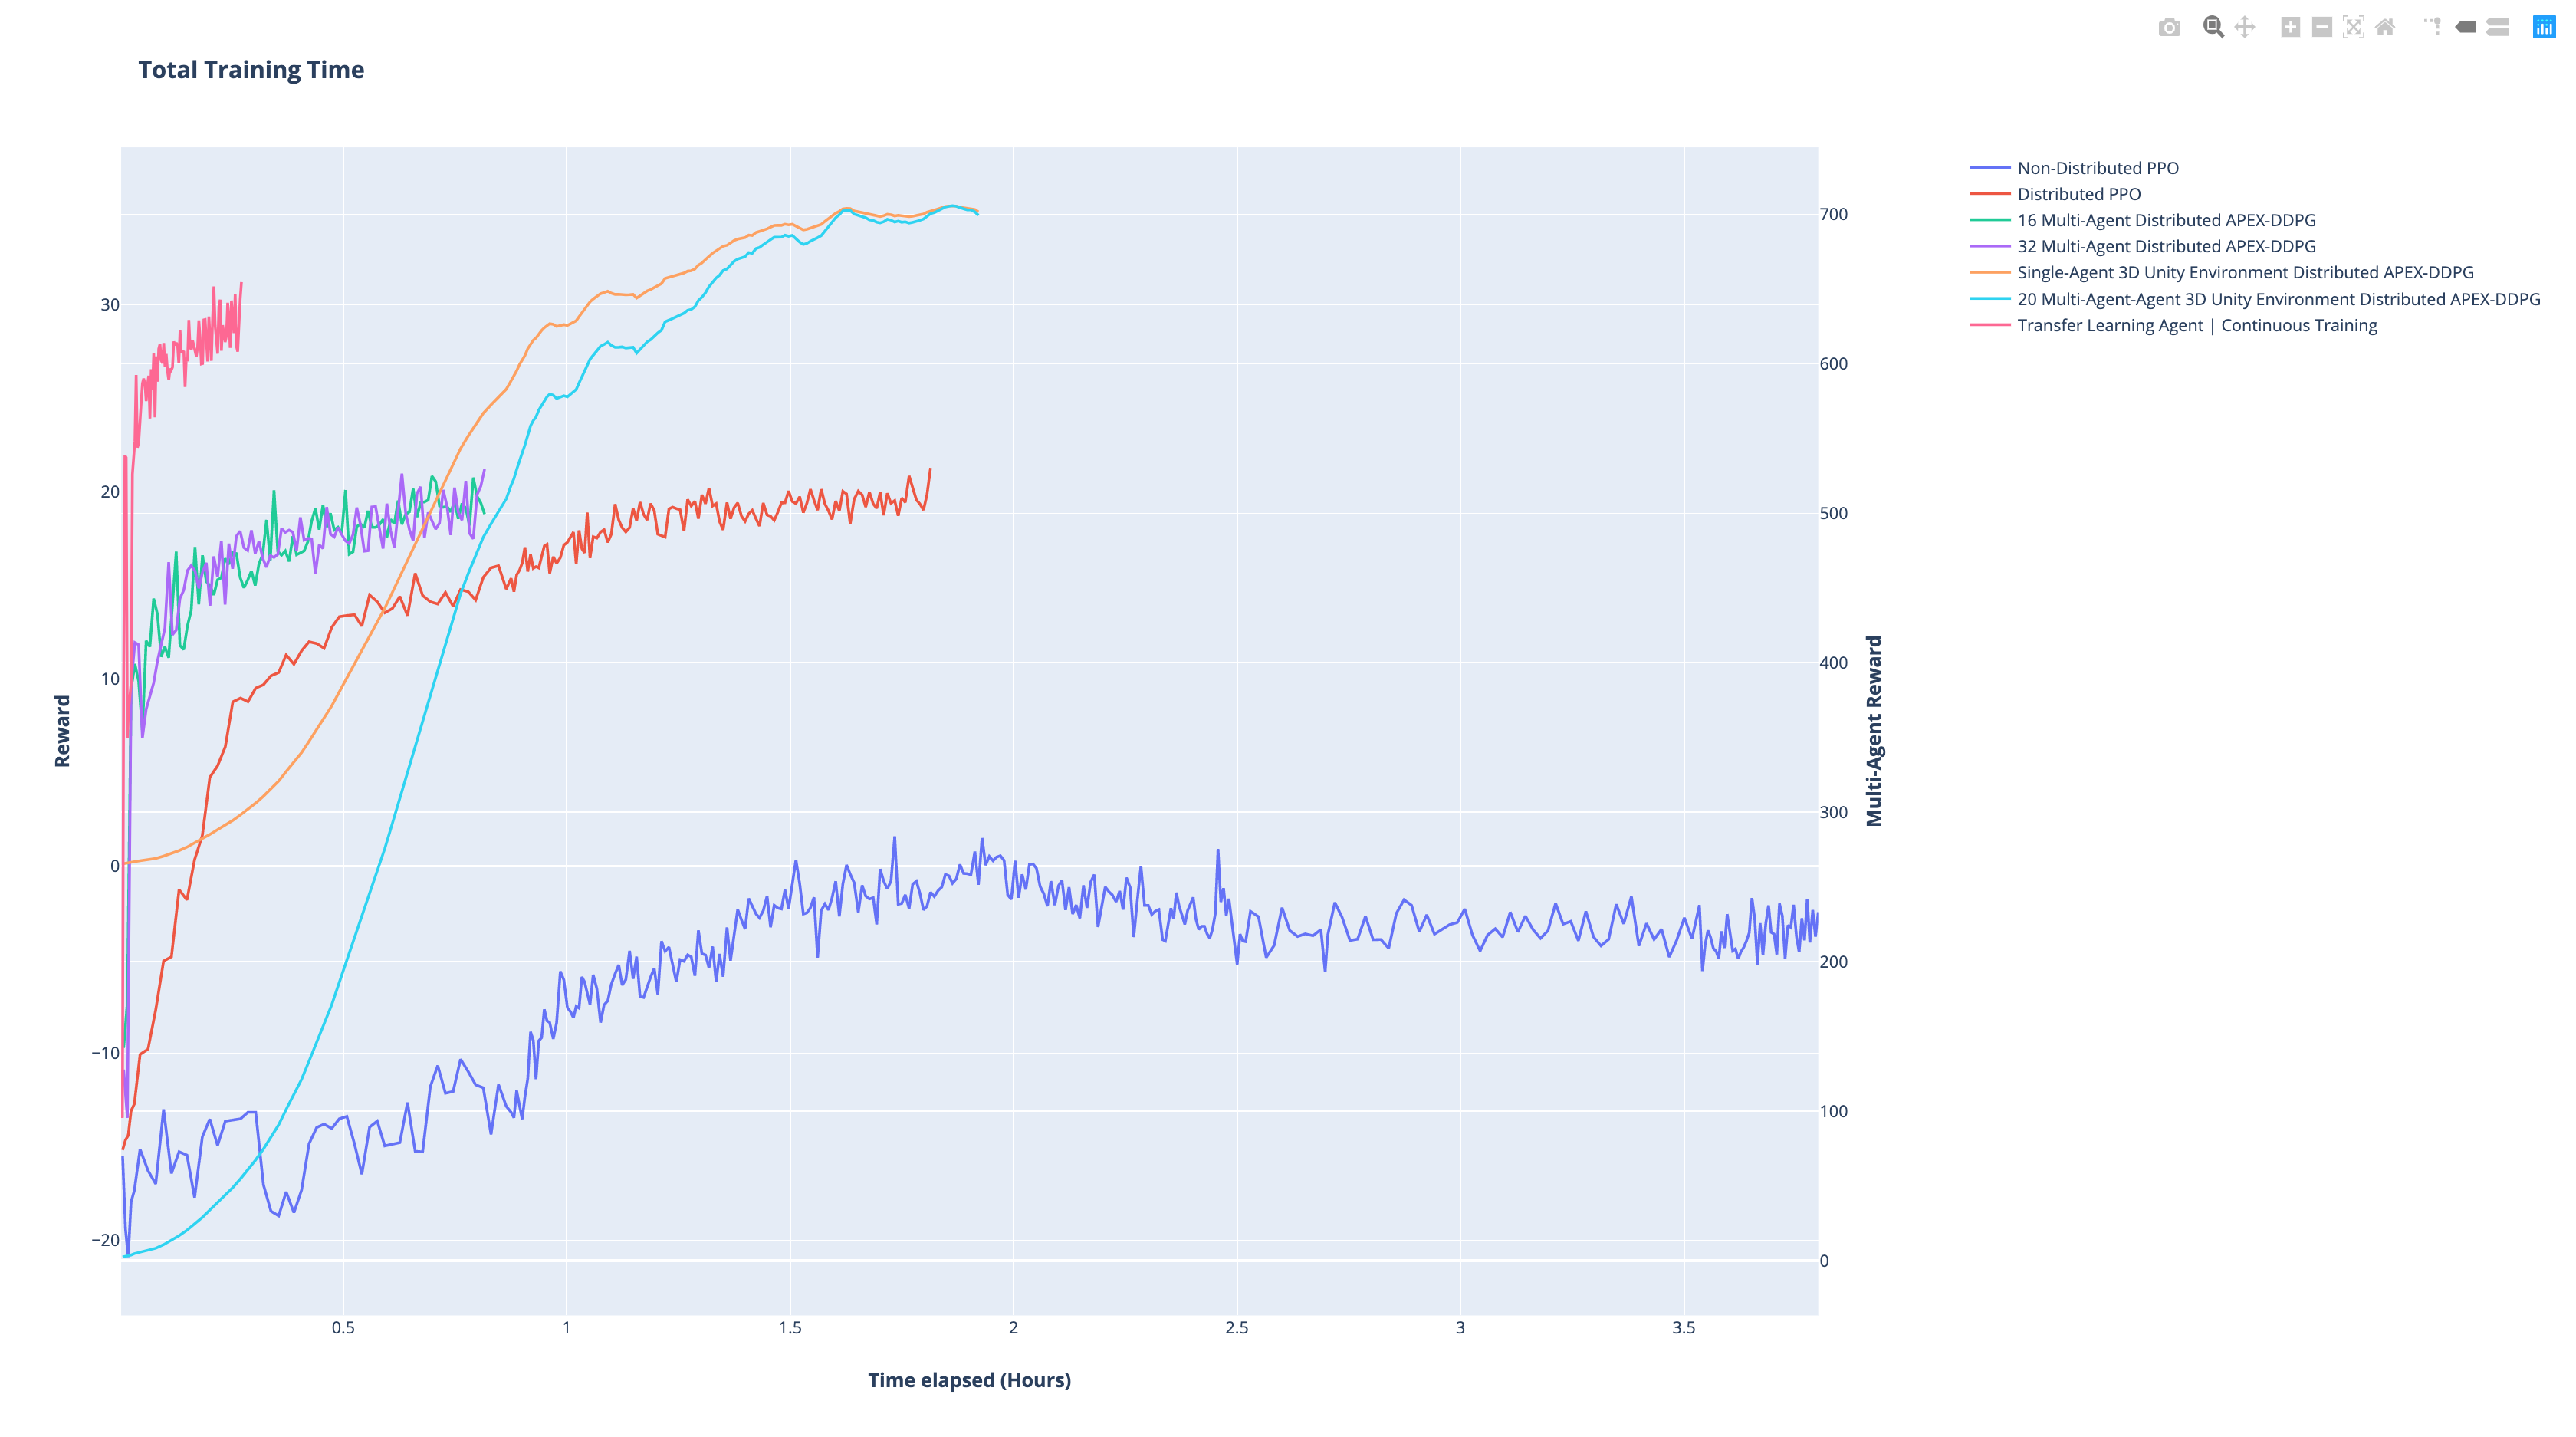 Total Training Time
Non-Distributed PPO
Distributed PPO
16 Multi-Agent Distributed APEX-DDPG
32 Multi-Agent Distributed APEX-DDPG
Single-Agent 3D Unity Environment Distributed APEX-DDPG
20 Multi-Agent-Agent 3D Unity Environment Distributed APEX-DDPG
Transfer Learning Agent | Continuous Training
Reward
30
20
10
0
−10
−20
700
600
500
400
300
200
100
0
Multi-Agent Reward
0.5 1 1.5 2 2.5 3 3.5
Time elapsed (Hours)